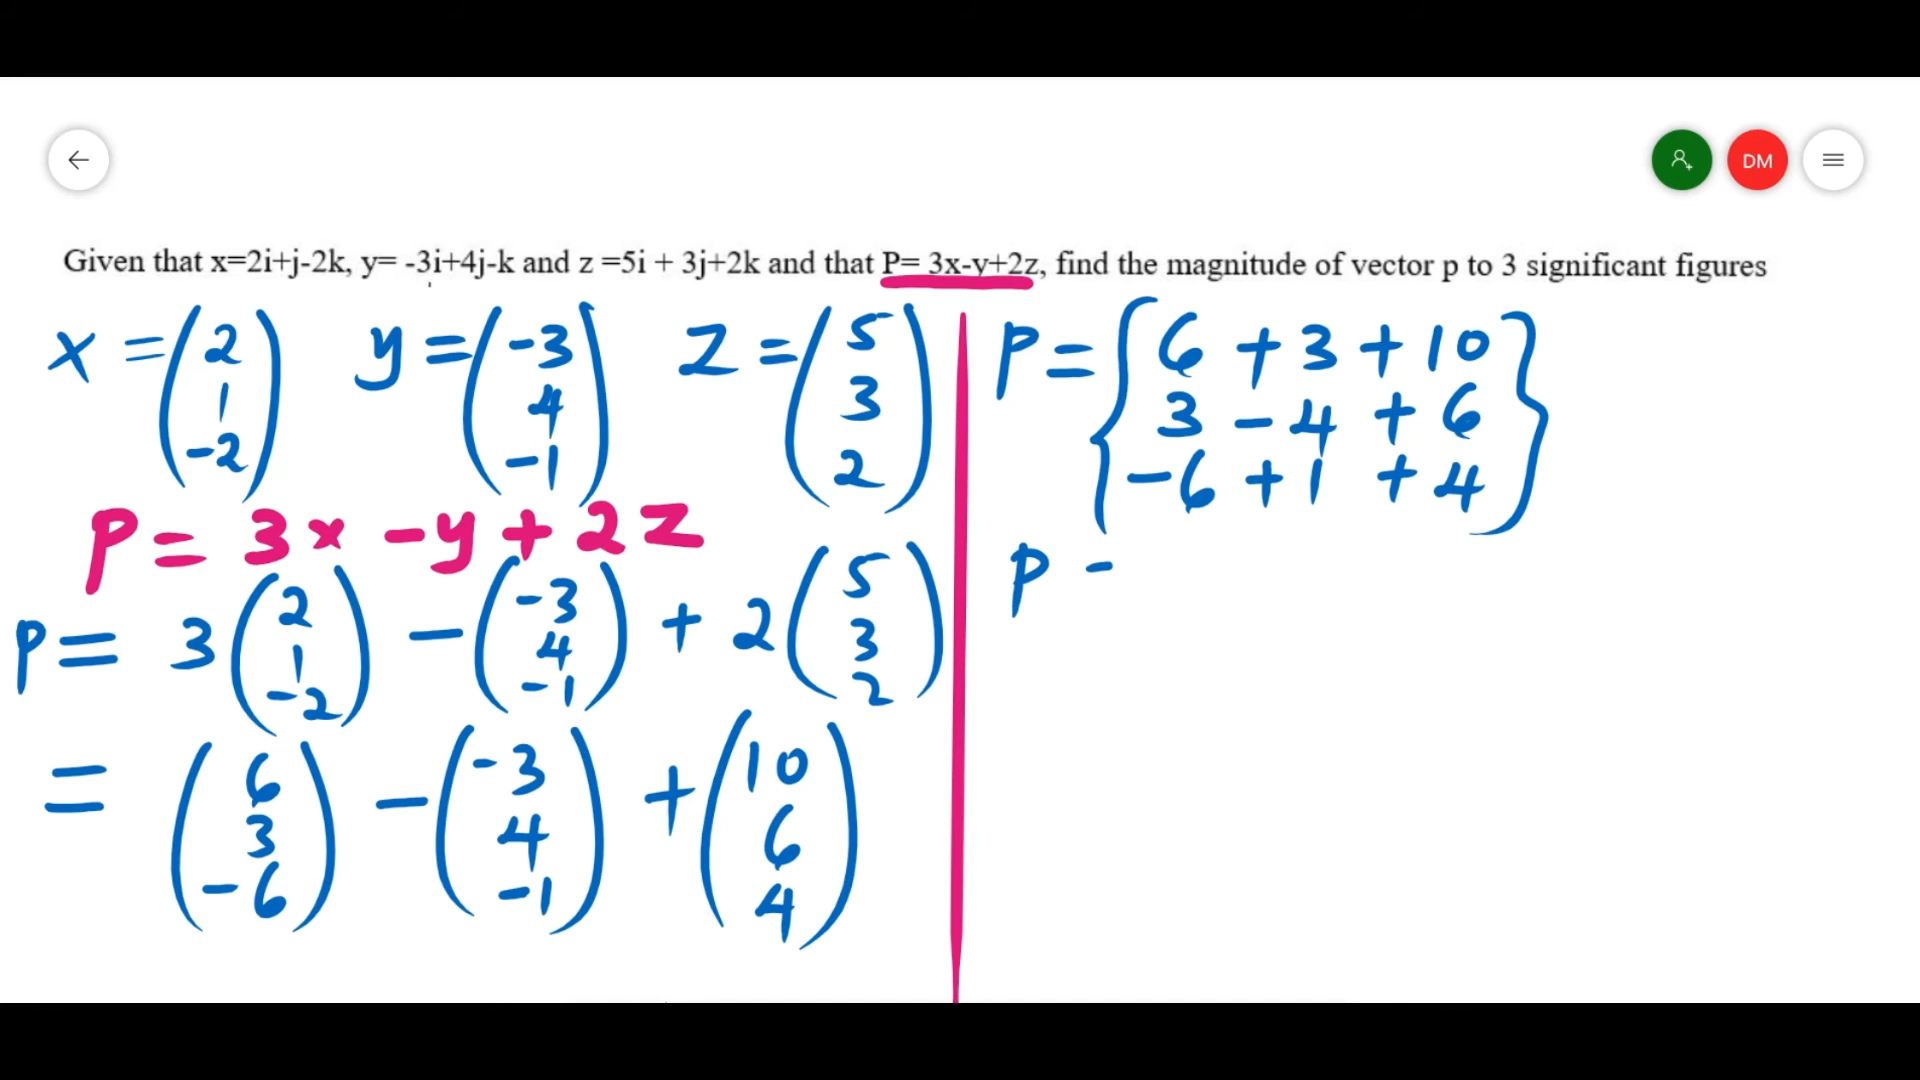 DM
Given that x=2i+j-2k, y= -3i+4j-k and z =5i + 3j+2k and that P= 3x-y+2z, find the magnitude of vector p to 3 significant figures
x = (2 1 -2) y = (-3 4 -1) z = (5 3 2)
P = 3x - y + 2z
P = 3 (2 1 -2) - (-3 4 -1) + 2 (5 3 2)
= (6 3 -6) - (-3 4 -1) + (10 6 4)
P = { 6 + 3 + 10
3 - 4 + 6
-6 + 1 + 4 }
P -